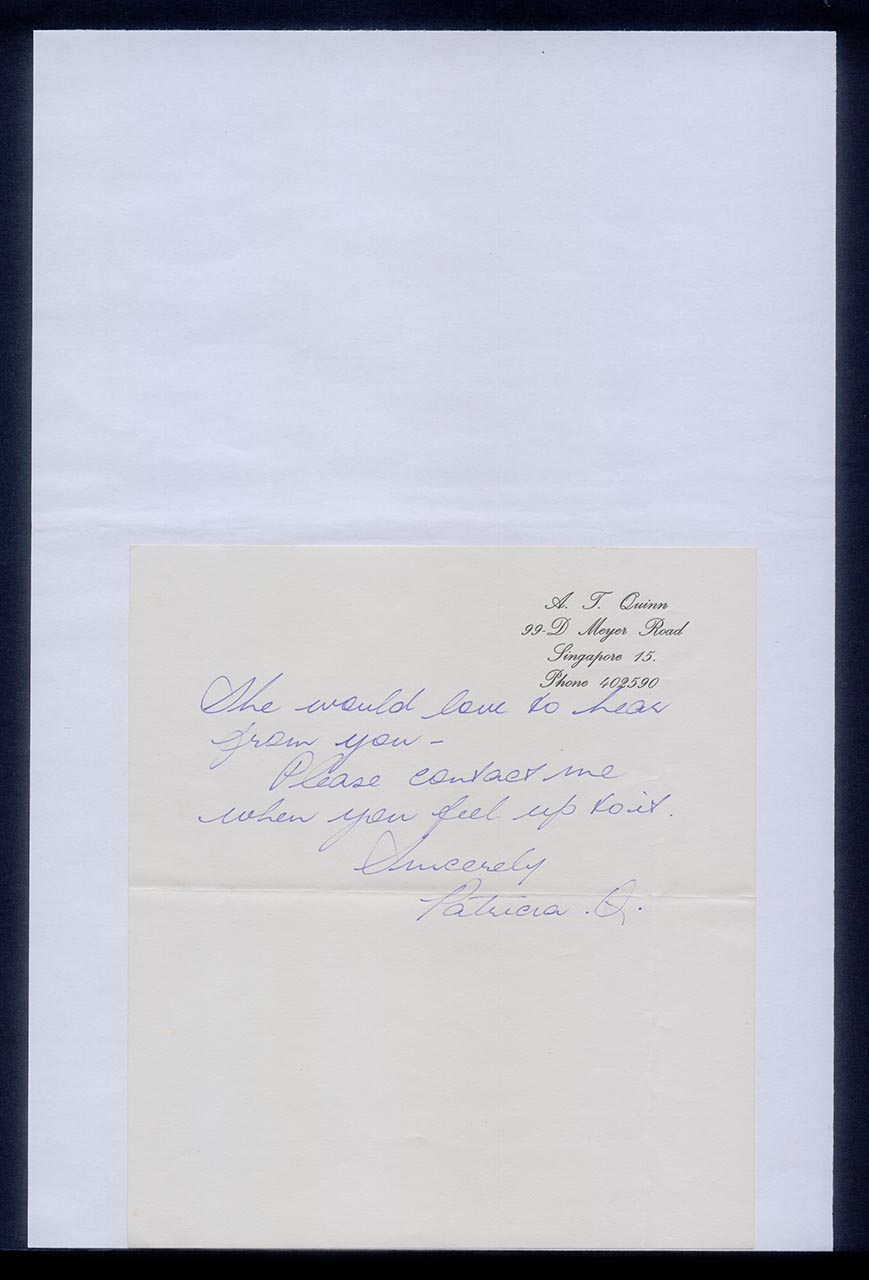 A. T. Quinn
99-D Meyer Road
Singapore 15.
Phone 402590
She would love to hear
from you -
Please contact me
when you feel up to it.
Sincerely
Patricia . Q.